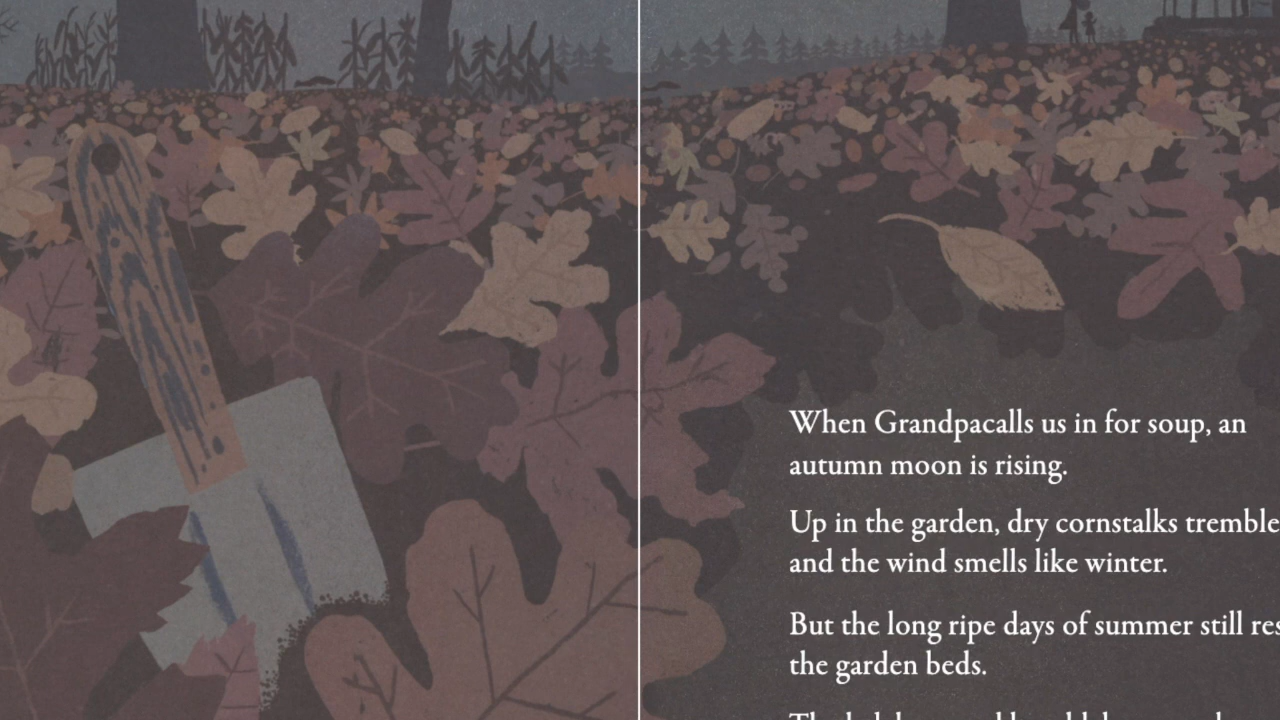 When Grandpacalls us in for soup, an
autumn moon is rising.
Up in the garden, dry cornstalks tremble
and the wind smells like winter.
But the long ripe days of summer still
the garden beds.